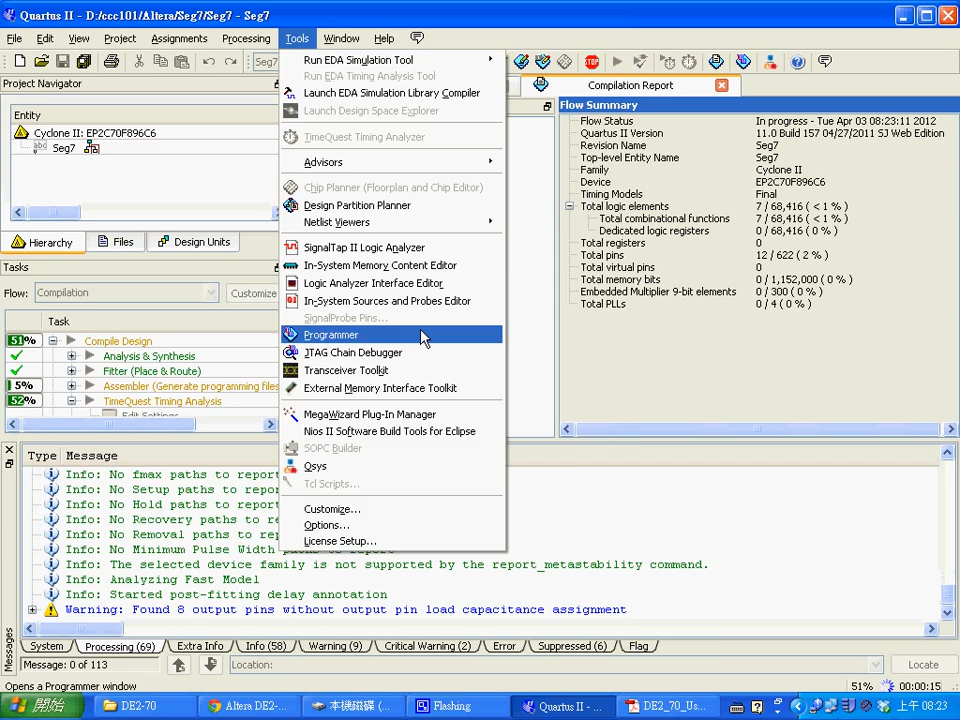 Quartus II - D:/ccc101/Altera/Seg7/Seg7 - Seg7
File Edit View Project Assignments Processing Tools Window Help
Seg7
Project Navigator
Entity
Cyclone II: EP2C70F896C6
abc Seg7
Hierarchy Files Design Units
Tasks
Flow: Compilation Customize
Task
51% Compile Design
Analysis & Synthesis
Fitter (Place & Route)
5% Assembler (Generate programming files
52% TimeQuest Timing Analysis
Edit Settings
Run EDA Simulation Tool
Run EDA Timing Analysis Tool
Launch EDA Simulation Library Compiler
Launch Design Space Explorer
TimeQuest Timing Analyzer
Advisors
Chip Planner (Floorplan and Chip Editor)
Design Partition Planner
Netlist Viewers
SignalTap II Logic Analyzer
In-System Memory Content Editor
Logic Analyzer Interface Editor
In-System Sources and Probes Editor
SignalProbe Pins...
Programmer
JTAG Chain Debugger
Transceiver Toolkit
External Memory Interface Toolkit
MegaWizard Plug-In Manager
Nios II Software Build Tools for Eclipse
SOPC Builder
Qsys
Tcl Scripts...
Customize...
Options...
License Setup...
STOP
Compilation Report
Flow Summary
Flow Status In progress - Tue Apr 03 08:23:11 2012
Quartus II Version 11.0 Build 157 04/27/2011 SJ Web Edition
Revision Name Seg7
Top-level Entity Name Seg7
Family Cyclone II
Device EP2C70F896C6
Timing Models Final
Total logic elements 7 / 68,416 ( < 1 % )
Total combinational functions 7 / 68,416 ( < 1 % )
Dedicated logic registers 0 / 68,416 ( 0 % )
Total registers 0
Total pins 12 / 622 ( 2 % )
Total virtual pins 0
Total memory bits 0 / 1,152,000 ( 0 % )
Embedded Multiplier 9-bit elements 0 / 300 ( 0 % )
Total PLLs 0 / 4 ( 0 % )
Type Message
Info: No fmax paths to repor
Info: No Setup paths to repo
Info: No Hold paths to repor
Info: No Recovery paths to re
Info: No Removal paths to rep
Info: No Minimum Pulse Width paths to report
Info: The selected device family is not supported by the report_metastability command.
Info: Analyzing Fast Model
Info: Started post-fitting delay annotation
Warning: Found 8 output pins without output pin load capacitance assignment
Messages
System Processing (69) Extra Info Info (58) Warning (9) Critical Warning (2) Error Suppressed (6) Flag
Message: 0 of 113 Location: Locate
Opens a Programmer window 51% 00:00:15
開始 DE2-70 Altera DE2-... 本機磁碟 (... Flashing Quartus II - ... DE2_70_Us... 上午 08:23